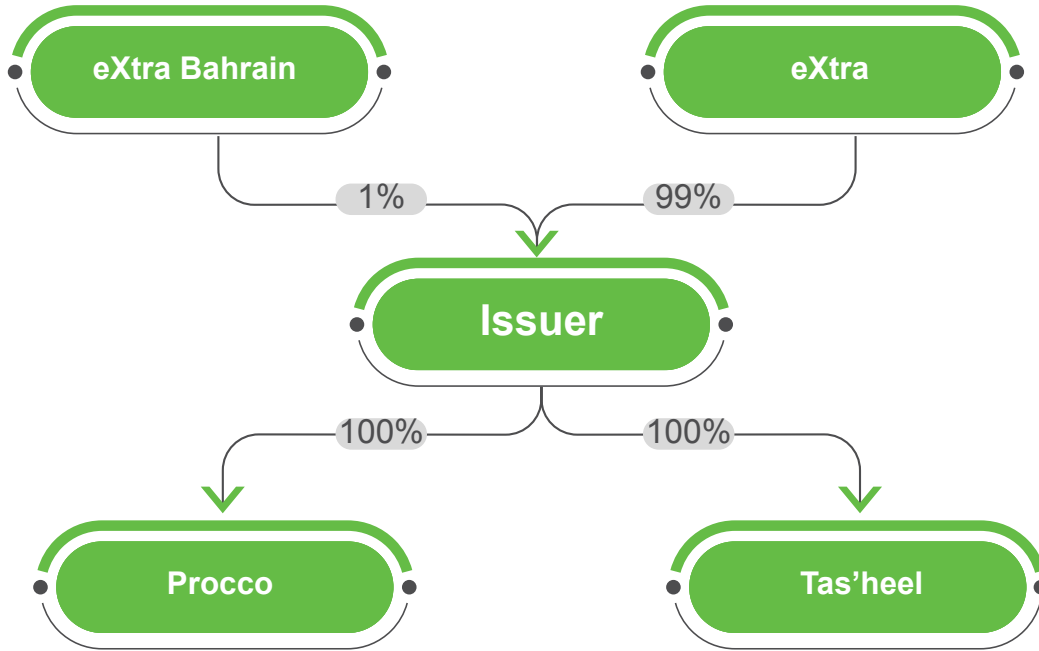 eXtra Bahrain
eXtra
1%
99%
Issuer
100%
100%
Procco
Tas’heel